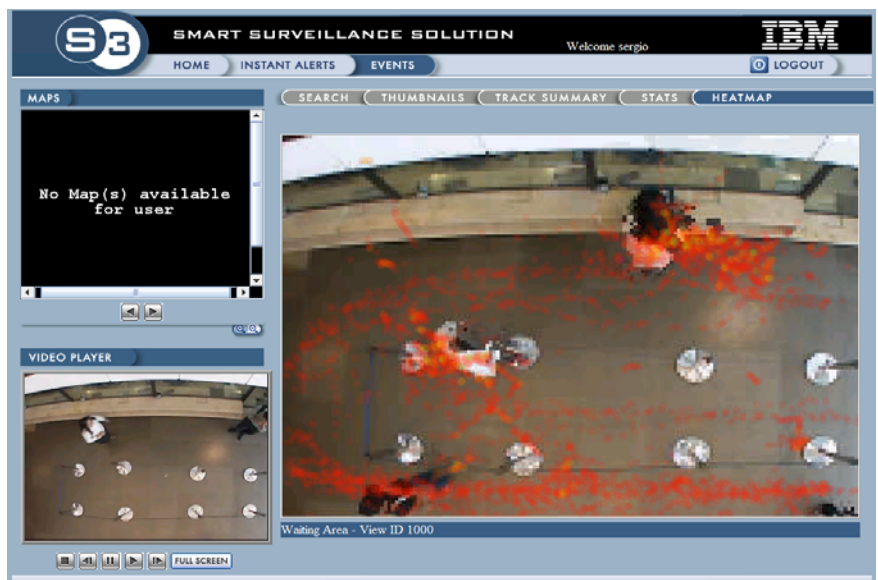 S3 SMART SURVEILLANCE SOLUTION
Welcome sergio
IBM
HOME INSTANT ALERTS EVENTS
LOGOUT
MAPS
SEARCH THUMBNAILS TRACK SUMMARY STATS HEATMAP
No Map(s) available
for user
VIDEO PLAYER
Waiting Area - View ID 1000
FULL SCREEN